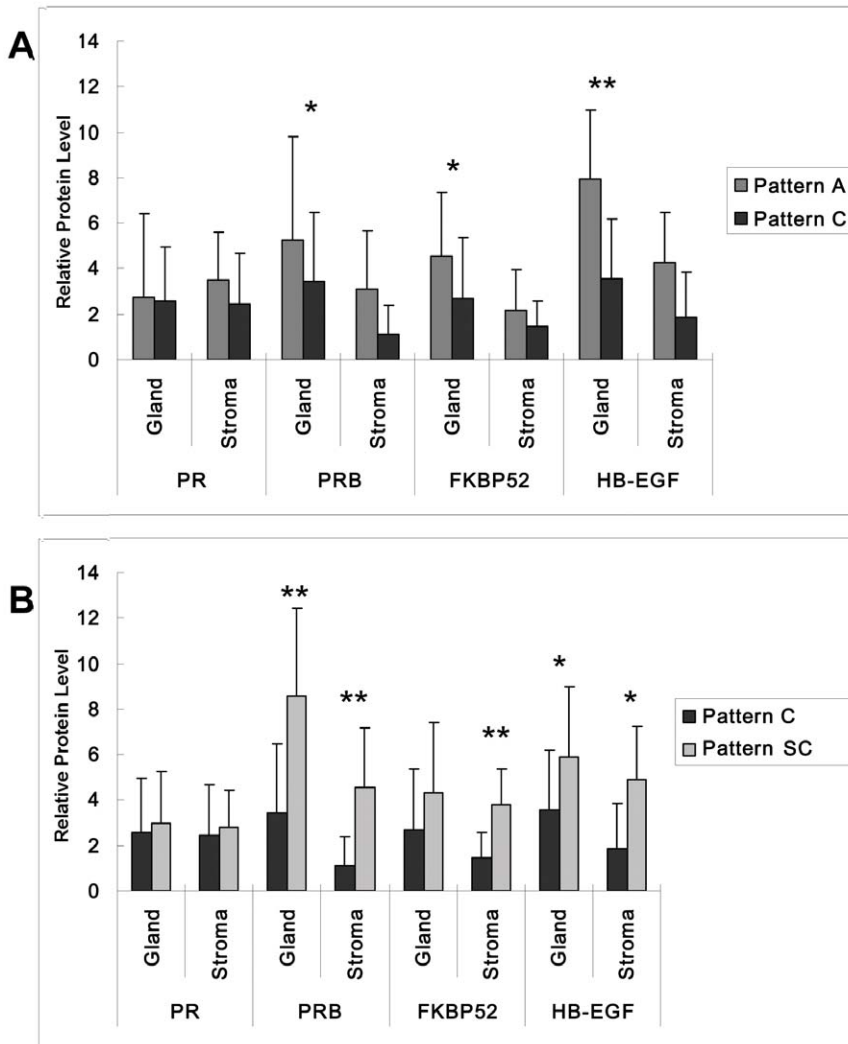 A
14
12
10
8
6
4
2
0
Relative Protein Level
*
*
**
Pattern A
Pattern C
Gland Stroma Gland Stroma Gland Stroma Gland Stroma
PR PRB FKBP52 HB-EGF
B
14
12
10
8
6
4
2
0
Relative Protein Level
**
**
**
*
*
Pattern C
Pattern SC
Gland Stroma Gland Stroma Gland Stroma Gland Stroma
PR PRB FKBP52 HB-EGF